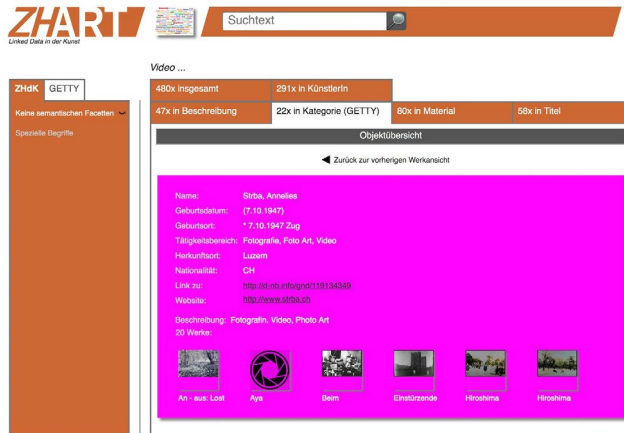 ZHART
Linked Data in der Kunst
Suchtext
Video ...
ZHdK GETTY
480x insgesamt 291x in KünstlerIn
47x in Beschreibung 22x in Kategorie (GETTY) 80x in Material 58x in Titel
Keine semantischen Facetten
Spezielle Begriffe
Objektübersicht
Zurück zur vorherigen Werkansicht
Name: Strba, Annelies
Geburtsdatum: (7.10.1947)
Geburtsort: * 7.10.1947 Zug
Tätigkeitsbereich: Fotografie, Foto Art, Video
Herkunftsort: Luzern
Nationalität: CH
Link zu: http://d-nb.info/gnd/119134349
Website: http://www.strba.ch
Beschreibung: Fotografin. Video, Photo Art
20 Werke:
An - aus: Lost Aya Beim Einstürzende Hiroshima Hiroshima